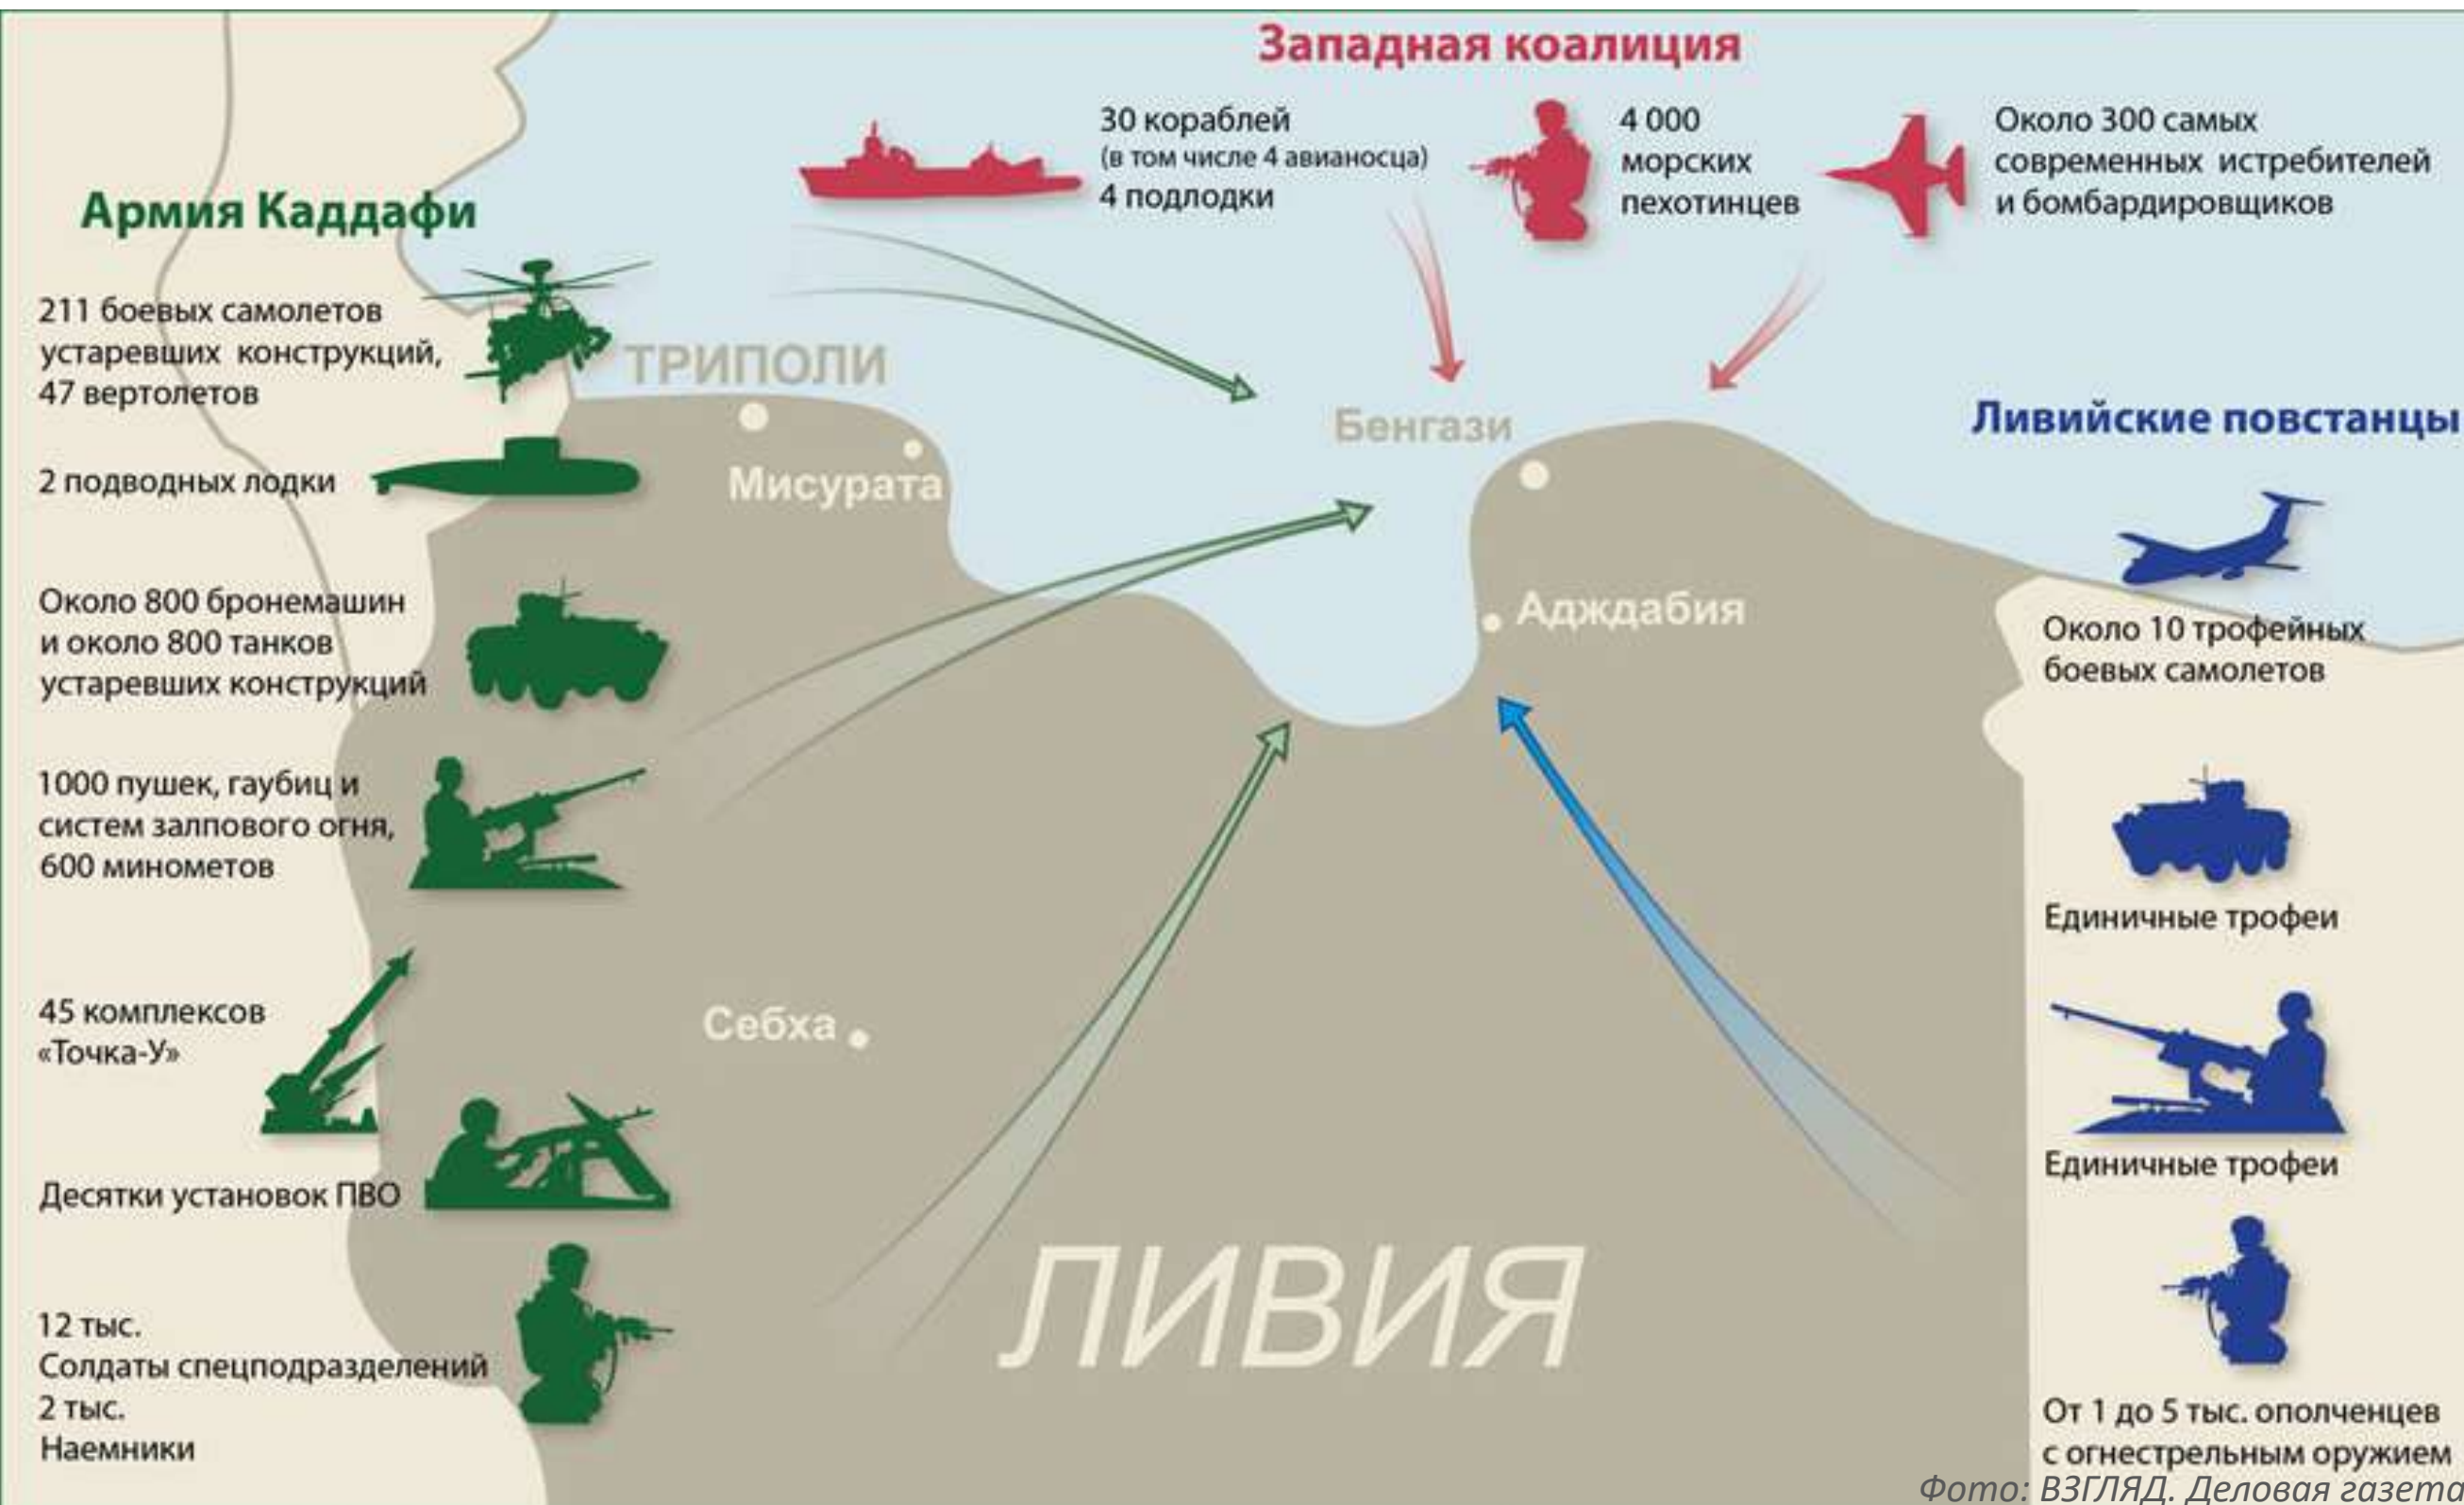 Западная коалиция
30 кораблей
(в том числе 4 авианосца)
4 подлодки
4 000
морских
пехотинцев
Около 300 самых
современных истребителей
и бомбардировщиков
Армия Каддафи
211 боевых самолетов
устаревших конструкций,
47 вертолетов
2 подводных лодки
Около 800 бронемашин
и около 800 танков
устаревших конструкций
1000 пушек, гаубиц и
систем залпового огня,
600 минометов
45 комплексов
«Точка-У»
Десятки установок ПВО
12 тыс.
Солдаты спецподразделений
2 тыс.
Наемники
ТРИПОЛИ
Мисурата
Бенгази
Адждабия
Себха
ЛИВИЯ
Ливийские повстанцы
Около 10 трофейных
боевых самолетов
Единичные трофеи
Единичные трофеи
От 1 до 5 тыс. ополченцев
с огнестрельным оружием
Фото: ВЗГЛЯД. Деловая газета